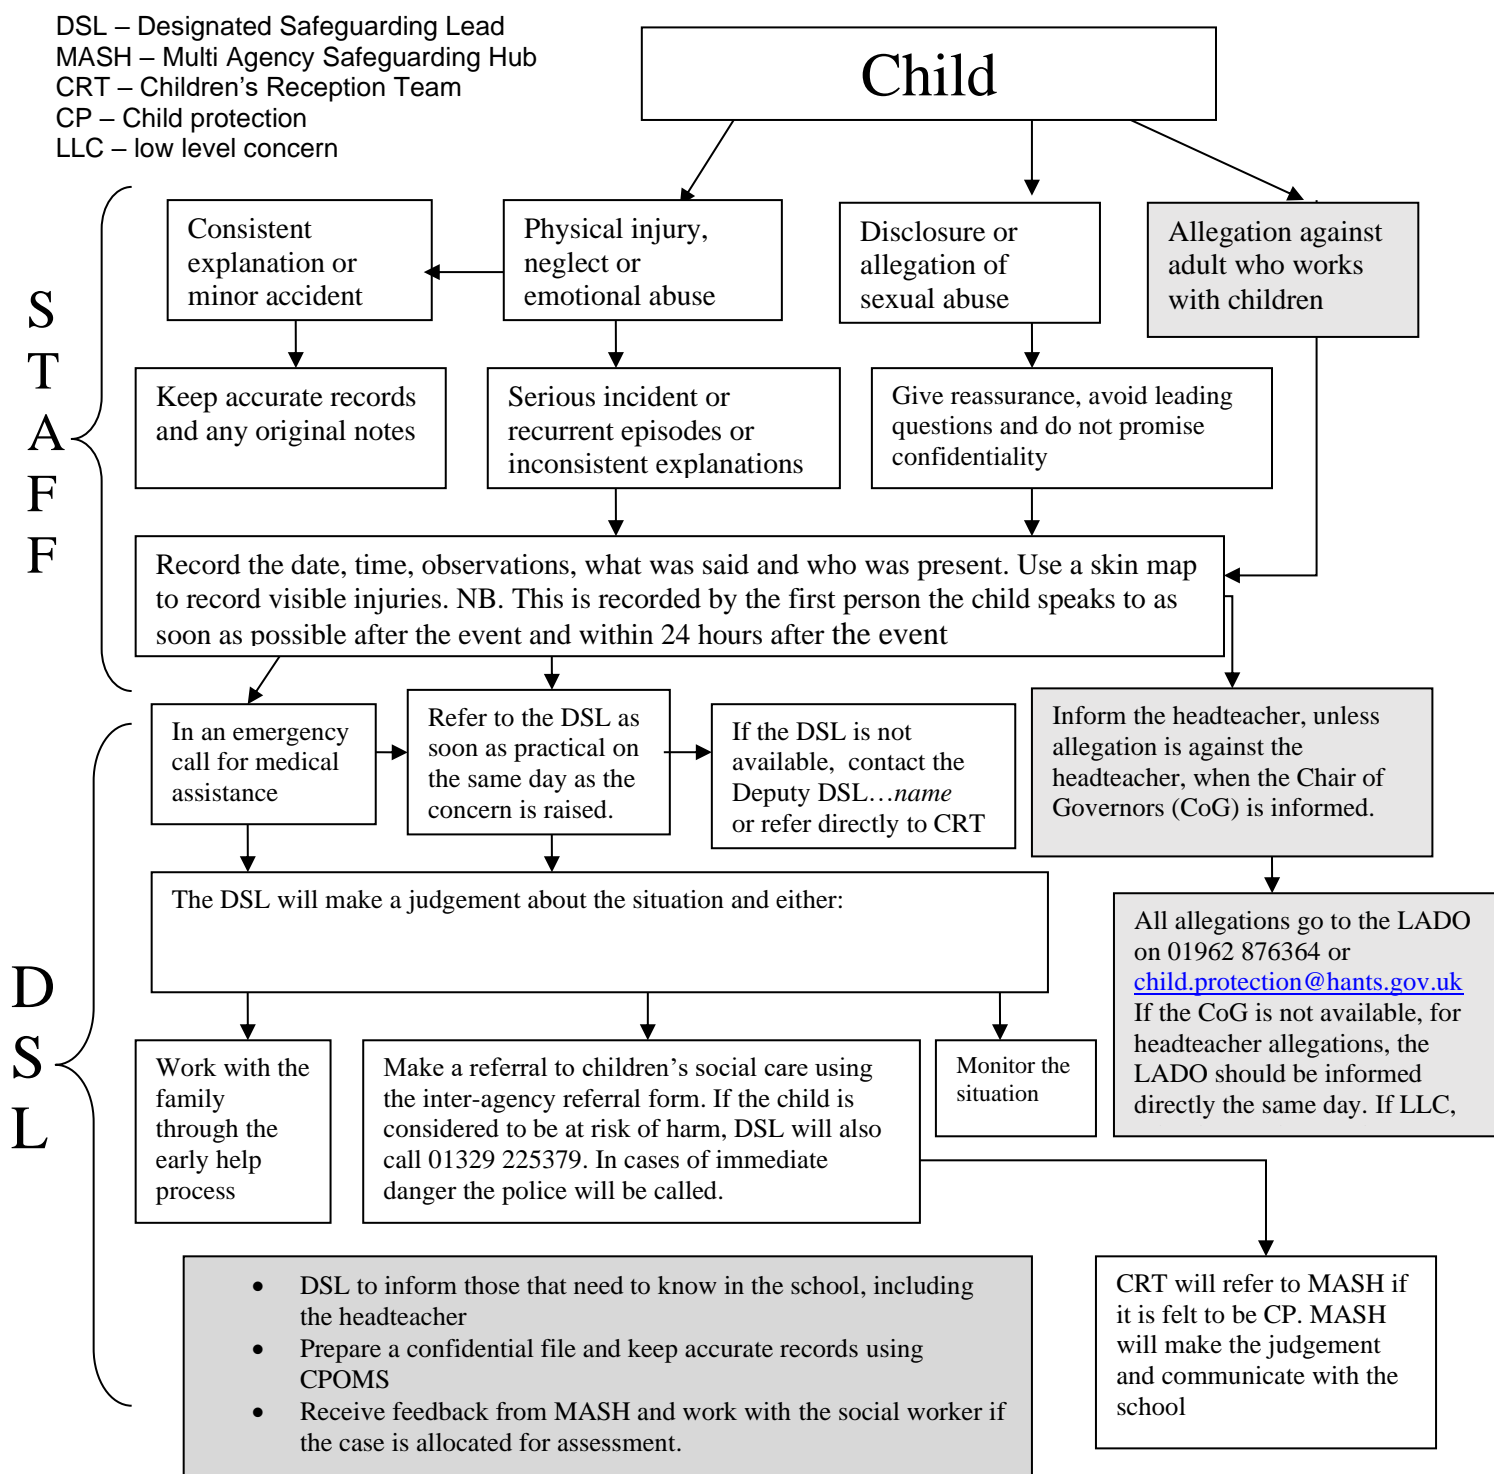 DSL – Designated Safeguarding Lead
MASH – Multi Agency Safeguarding Hub
CRT – Children’s Reception Team
CP – Child protection
LLC – low level concern
Child
STAFF
Consistent
explanation or
minor accident
Physical injury,
neglect or
emotional abuse
Disclosure or
allegation of
sexual abuse
Allegation against
adult who works
with children
Keep accurate records
and any original notes
Serious incident or
recurrent episodes or
inconsistent explanations
Give reassurance, avoid leading
questions and do not promise
confidentiality
Record the date, time, observations, what was said and who was present. Use a skin map
to record visible injuries. NB. This is recorded by the first person the child speaks to as
soon as possible after the event and within 24 hours after the event
DSL
In an emergency
call for medical
assistance
Refer to the DSL as
soon as practical on
the same day as the
concern is raised.
If the DSL is not
available, contact the
Deputy DSL…name
or refer directly to CRT
Inform the headteacher, unless
allegation is against the
headteacher, when the Chair of
Governors (CoG) is informed.
The DSL will make a judgement about the situation and either:
All allegations go to the LADO
on 01962 876364 or
child.protection@hants.gov.uk
If the CoG is not available, for
headteacher allegations, the
LADO should be informed
directly the same day. If LLC,
Work with the
family
through the
early help
process
Make a referral to children’s social care using
the inter-agency referral form. If the child is
considered to be at risk of harm, DSL will also
call 01329 225379. In cases of immediate
danger the police will be called.
Monitor the
situation
• DSL to inform those that need to know in the school, including
the headteacher
• Prepare a confidential file and keep accurate records using
CPOMS
• Receive feedback from MASH and work with the social worker if
the case is allocated for assessment.
CRT will refer to MASH if
it is felt to be CP. MASH
will make the judgement
and communicate with the
school